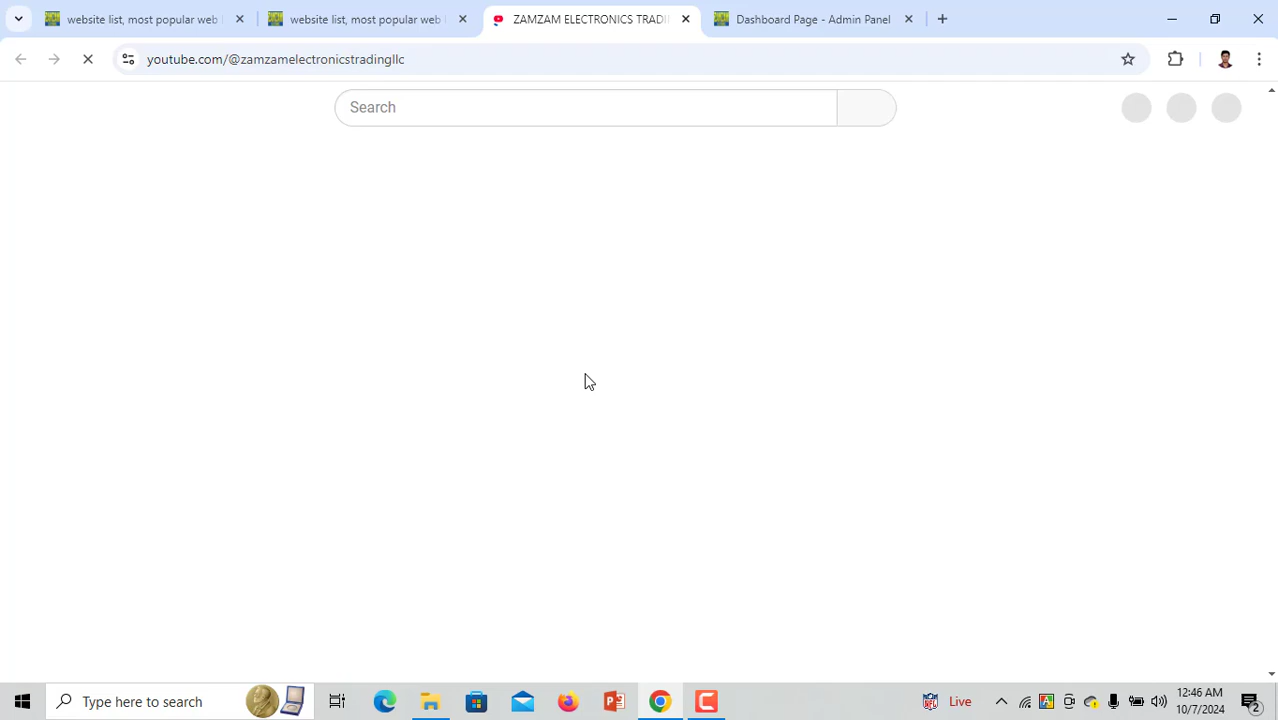 website list, most popular web
website list, most popular web
ZAMZAM ELECTRONICS TRADI
Dashboard Page - Admin Panel
youtube.com/@zamzamelectronicstradingllc
Search
Type here to search
Live
12:46 AM
10/7/2024
2